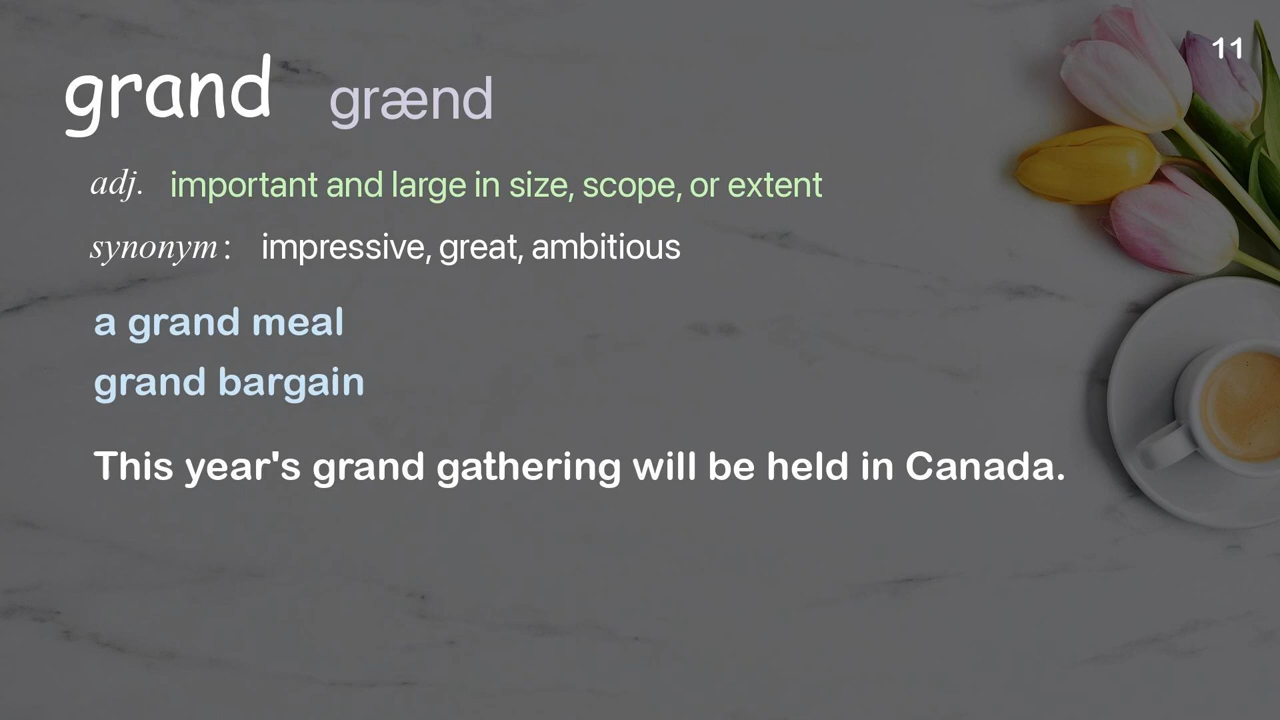 11
grand grænd
adj. important and large in size, scope, or extent
synonym: impressive, great, ambitious
a grand meal
grand bargain
This year's grand gathering will be held in Canada.